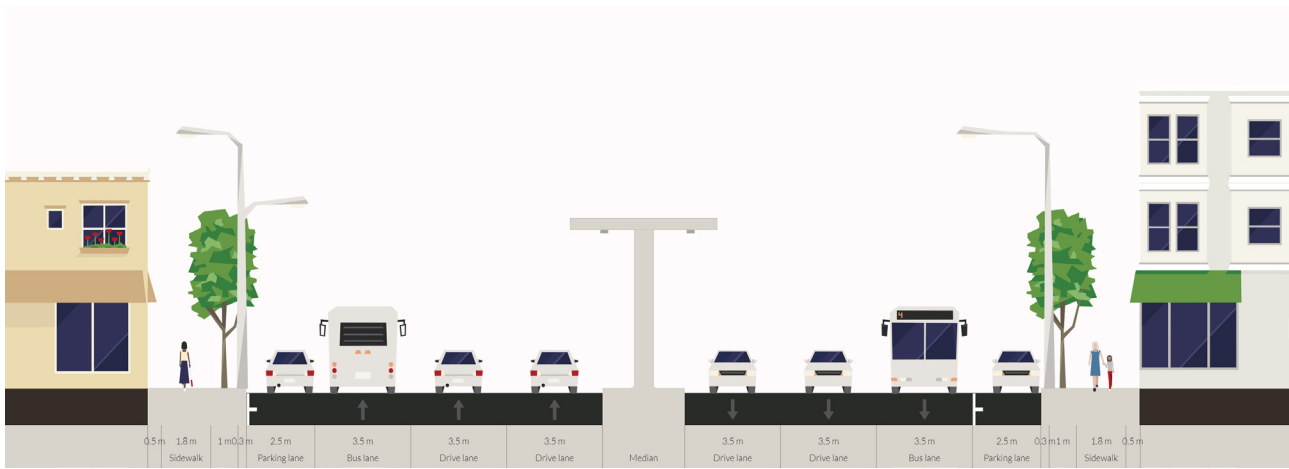 4
0.5 m 1.8 m 1 m 0.3 m 2.5 m 3.5 m 3.5 m 3.5 m 3.5 m 3.5 m 3.5 m 2.5 m 0.3 m 1 m 1.8 m 0.5 m
Sidewalk Parking lane Bus lane Drive lane Drive lane Median Drive lane Drive lane Bus lane Parking lane Sidewalk